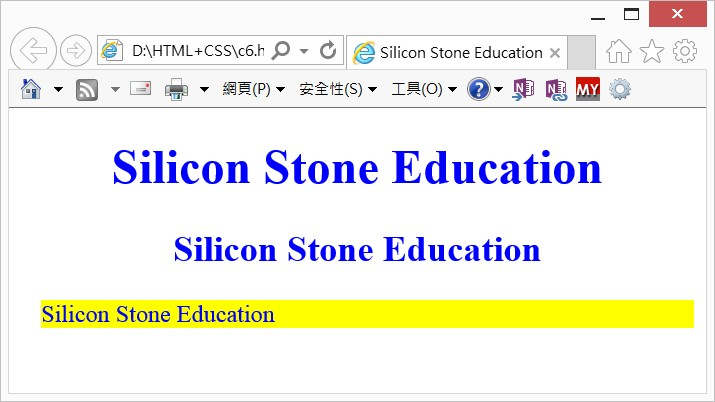 D:\HTML+CSS\c6.h
Silicon Stone Education
網頁(P) 安全性(S) 工具(O) MY
Silicon Stone Education
Silicon Stone Education
Silicon Stone Education